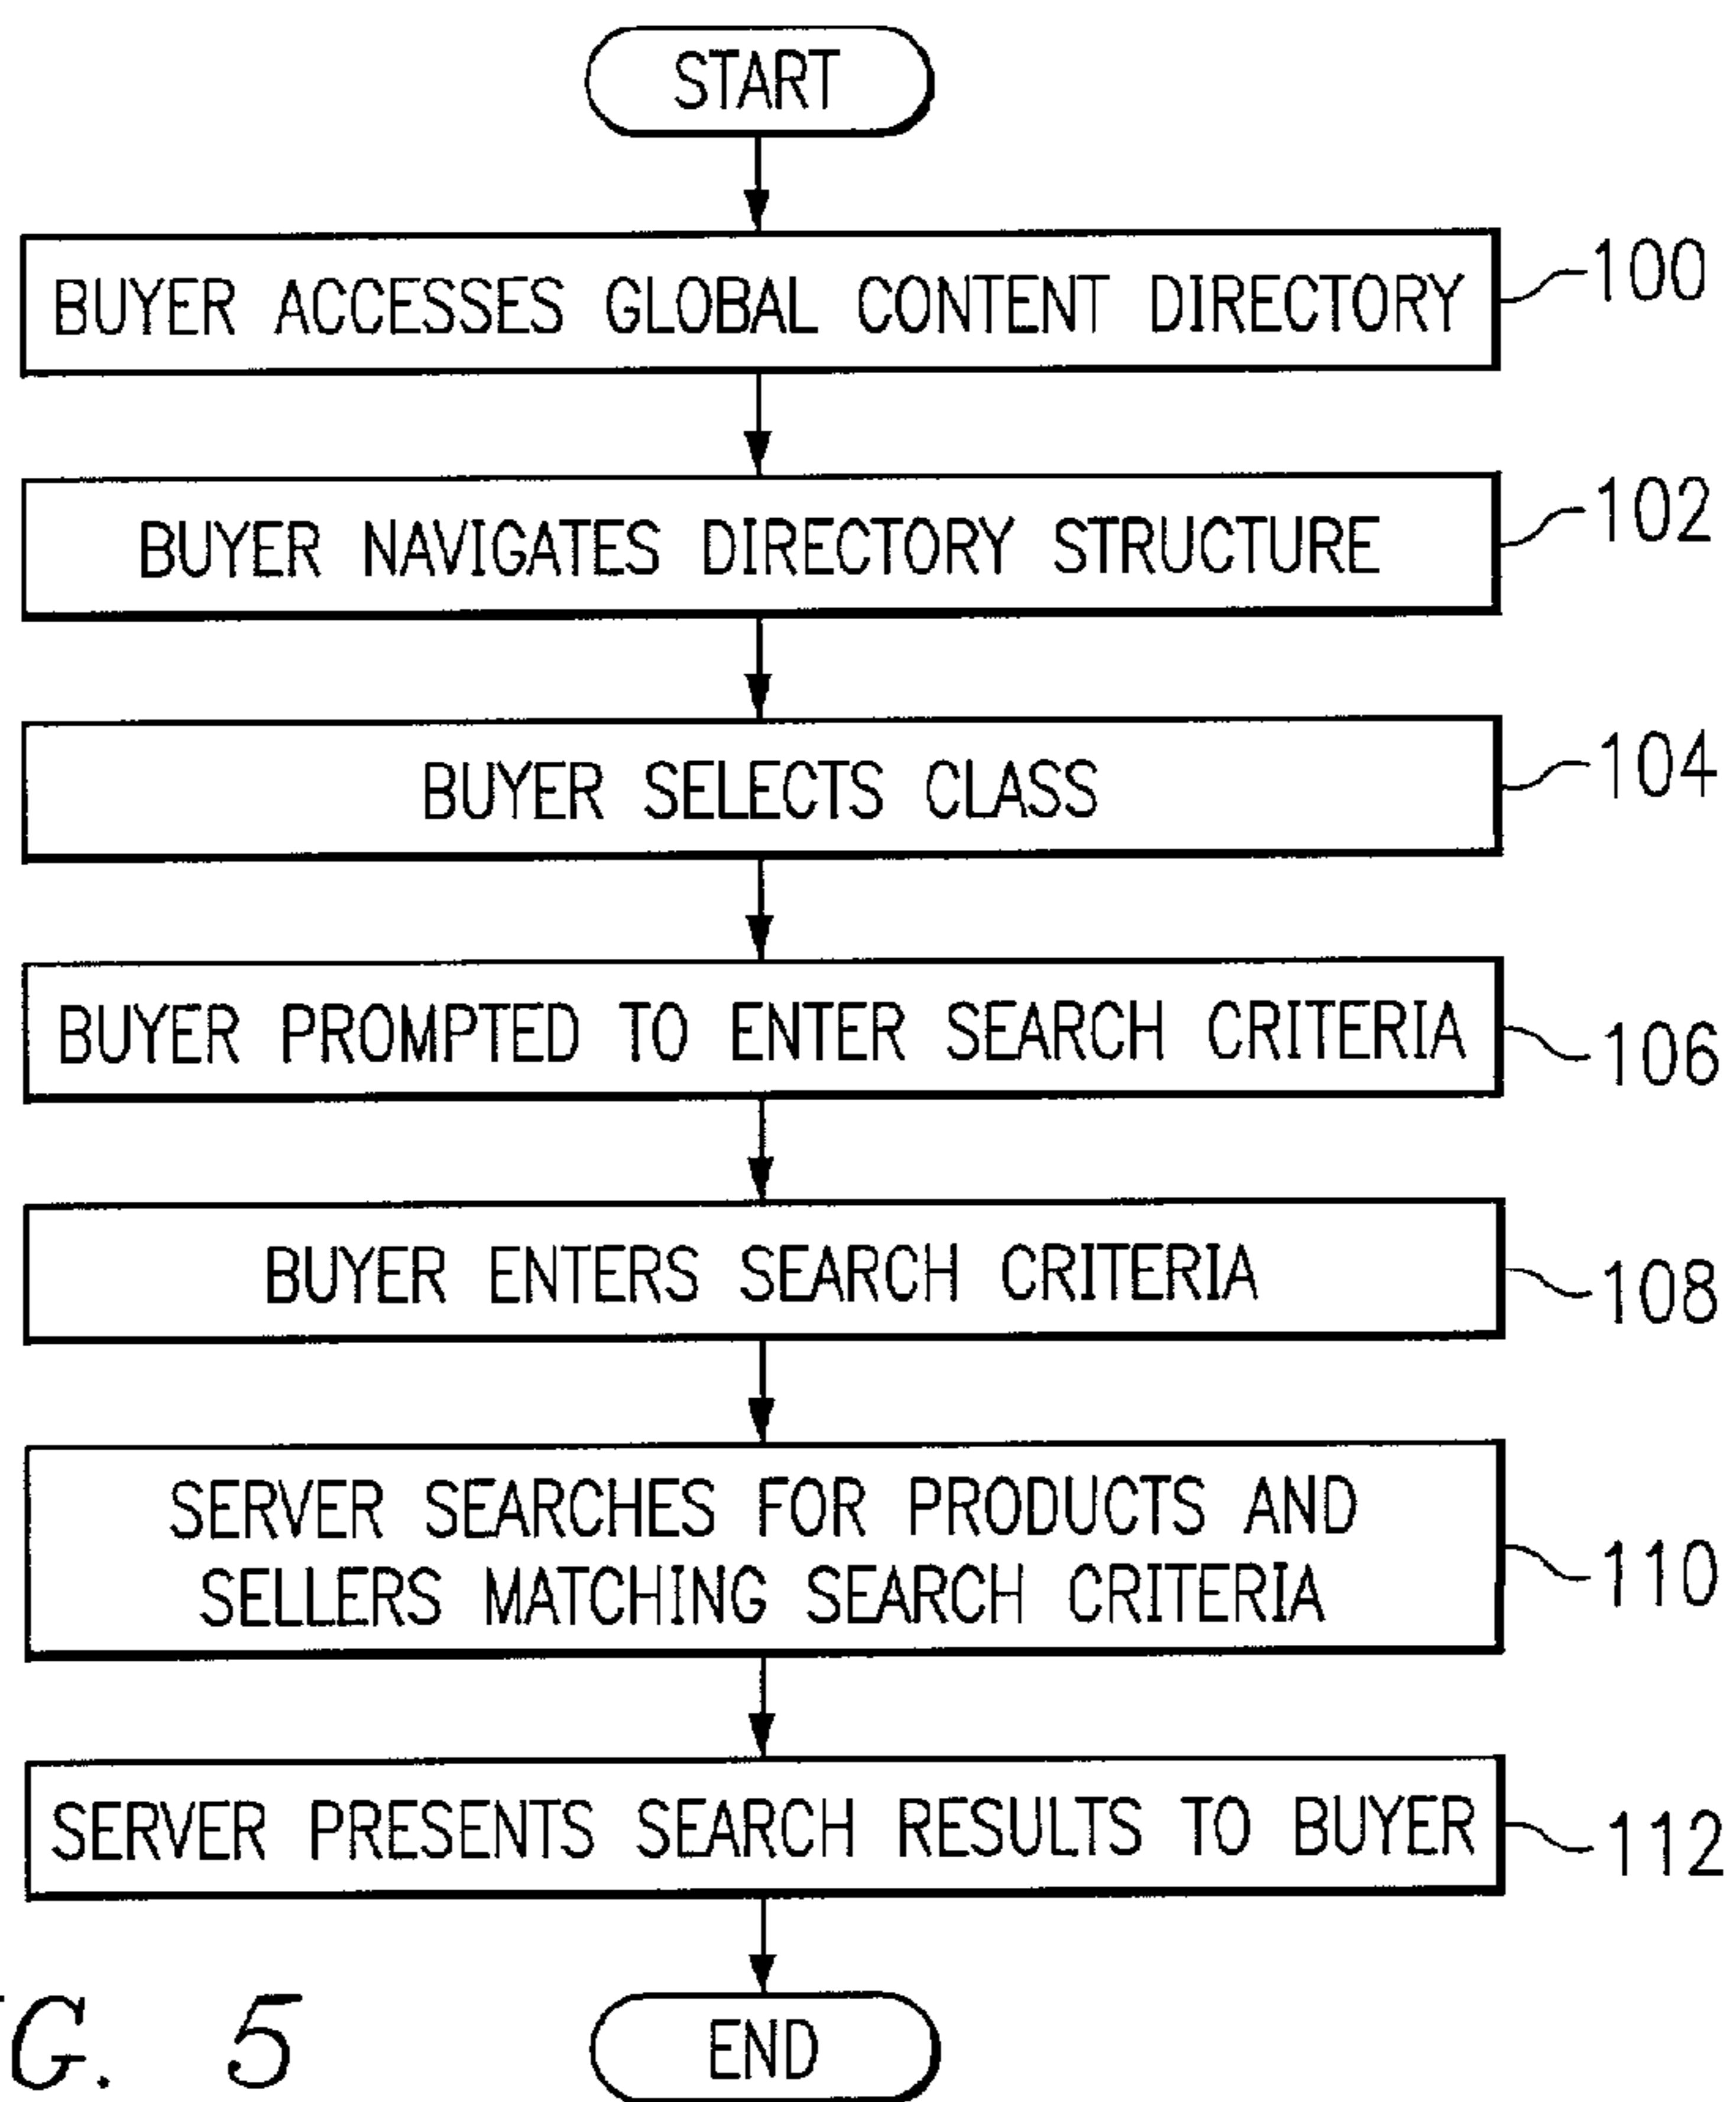 START
BUYER ACCESSES GLOBAL CONTENT DIRECTORY
100
BUYER NAVIGATES DIRECTORY STRUCTURE
102
BUYER SELECTS CLASS
104
BUYER PROMPTED TO ENTER SEARCH CRITERIA
106
BUYER ENTERS SEARCH CRITERIA
108
SERVER SEARCHES FOR PRODUCTS AND
SELLERS MATCHING SEARCH CRITERIA
110
SERVER PRESENTS SEARCH RESULTS TO BUYER
112
END
G. 5